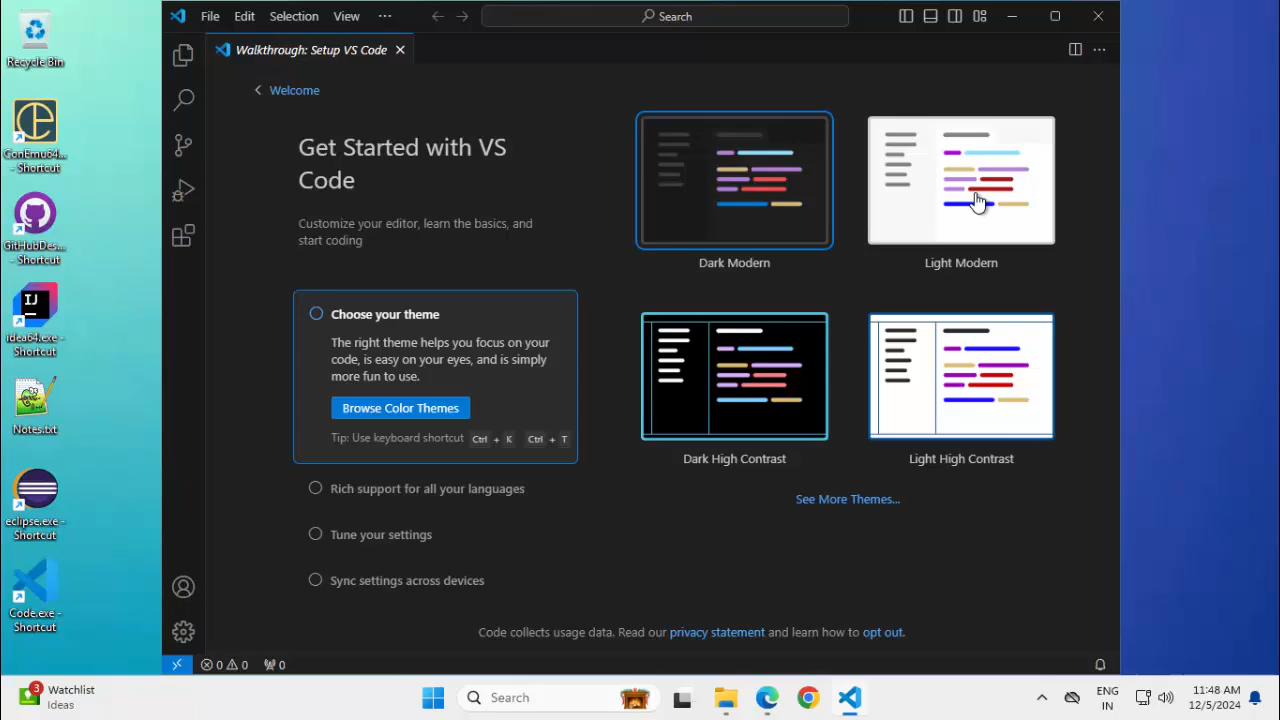 Recycle Bin
ConEmu64...
- Shortcut
GitHubDes...
- Shortcut
IJ
idea64.exe -
Shortcut
Notes.txt
eclipse.exe -
Shortcut
Code.exe -
Shortcut
File Edit Selection View ···
Search
Walkthrough: Setup VS Code
Welcome
Get Started with VS
Code
Customize your editor, learn the basics, and
start coding
Choose your theme
The right theme helps you focus on your
code, is easy on your eyes, and is simply
more fun to use.
Browse Color Themes
Tip: Use keyboard shortcut Ctrl + K Ctrl + T
Rich support for all your languages
Tune your settings
Sync settings across devices
Dark Modern
Light Modern
Dark High Contrast
Light High Contrast
See More Themes...
Code collects usage data. Read our privacy statement and learn how to opt out.
0 0 0
3
Watchlist
Ideas
Search
ENG
IN
11:48 AM
12/5/2024